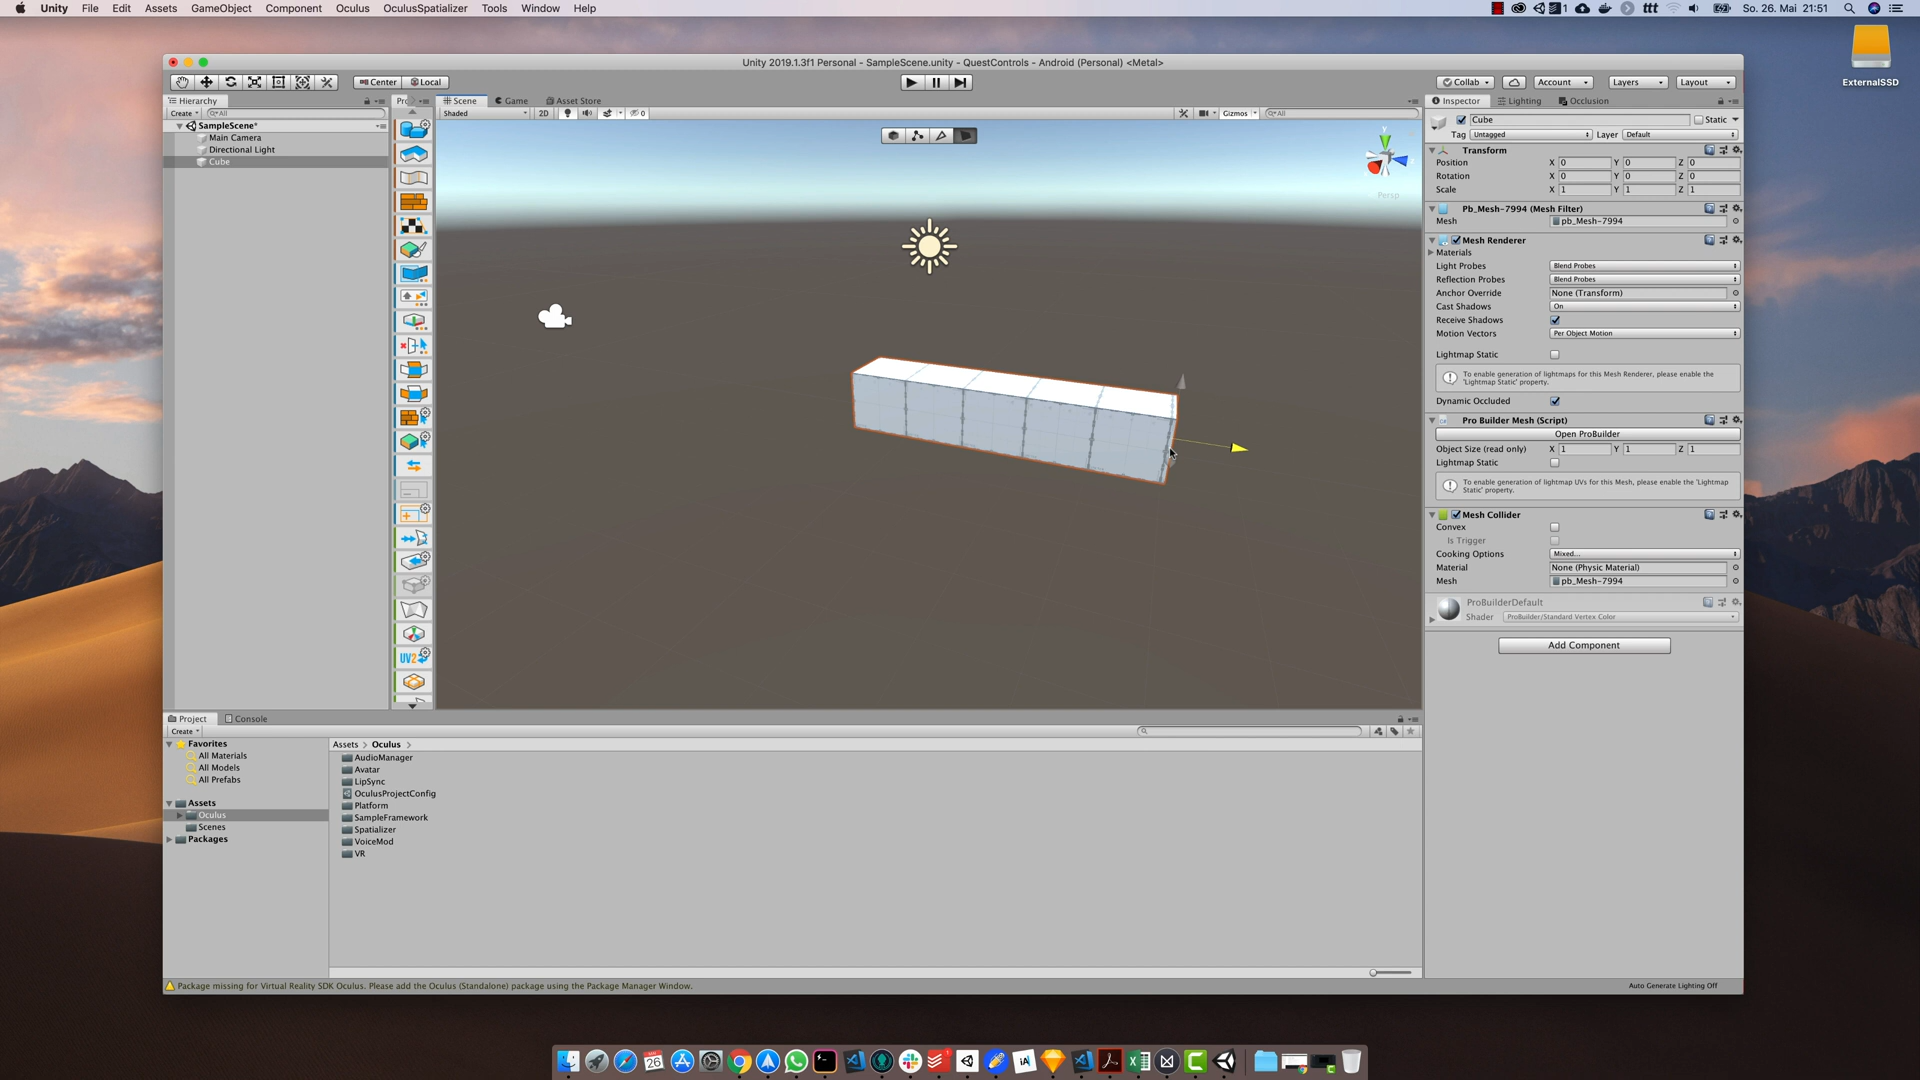 Unity File Edit Assets GameObject Component Oculus OculusSpatializer Tools Window Help
1 So. 26. Mai 21:51
ExternalSSD
Unity 2019.1.3f1 Personal - SampleScene.unity - QuestControls - Android (Personal) <Metal>
Center Local
Collab Account Layers Layout
Hierarchy
Create All
SampleScene*
Main Camera
Directional Light
Cube
Pro
UV2
Scene Game Asset Store
Shaded 2D 0 Gizmos All
Y
Persp
Inspector Lighting Occlusion
Cube Static
Tag Untagged Layer Default
Transform
Position X 0 Y 0 Z 0
Rotation X 0 Y 0 Z 0
Scale X 1 Y 1 Z 1
Pb_Mesh-7994 (Mesh Filter)
Mesh pb_Mesh-7994
Mesh Renderer
Materials
Light Probes Blend Probes
Reflection Probes Blend Probes
Anchor Override None (Transform)
Cast Shadows On
Receive Shadows
Motion Vectors Per Object Motion
Lightmap Static
To enable generation of lightmaps for this Mesh Renderer, please enable the
'Lightmap Static' property.
Dynamic Occluded
Pro Builder Mesh (Script)
Open ProBuilder
Object Size (read only) X 1 Y 1 Z 1
Lightmap Static
To enable generation of lightmap UVs for this Mesh, please enable the 'Lightmap
Static' property.
Mesh Collider
Convex
Is Trigger
Cooking Options Mixed...
Material None (Physic Material)
Mesh pb_Mesh-7994
ProBuilderDefault
Shader ProBuilder/Standard Vertex Color
Add Component
Project Console
Create
Favorites
All Materials
All Models
All Prefabs
Assets
Oculus
Scenes
Packages
Assets > Oculus >
AudioManager
Avatar
LipSync
OculusProjectConfig
Platform
SampleFramework
Spatializer
VoiceMod
VR
Package missing for Virtual Reality SDK Oculus. Please add the Oculus (Standalone) package using the Package Manager Window.
Auto Generate Lighting Off
26
iA